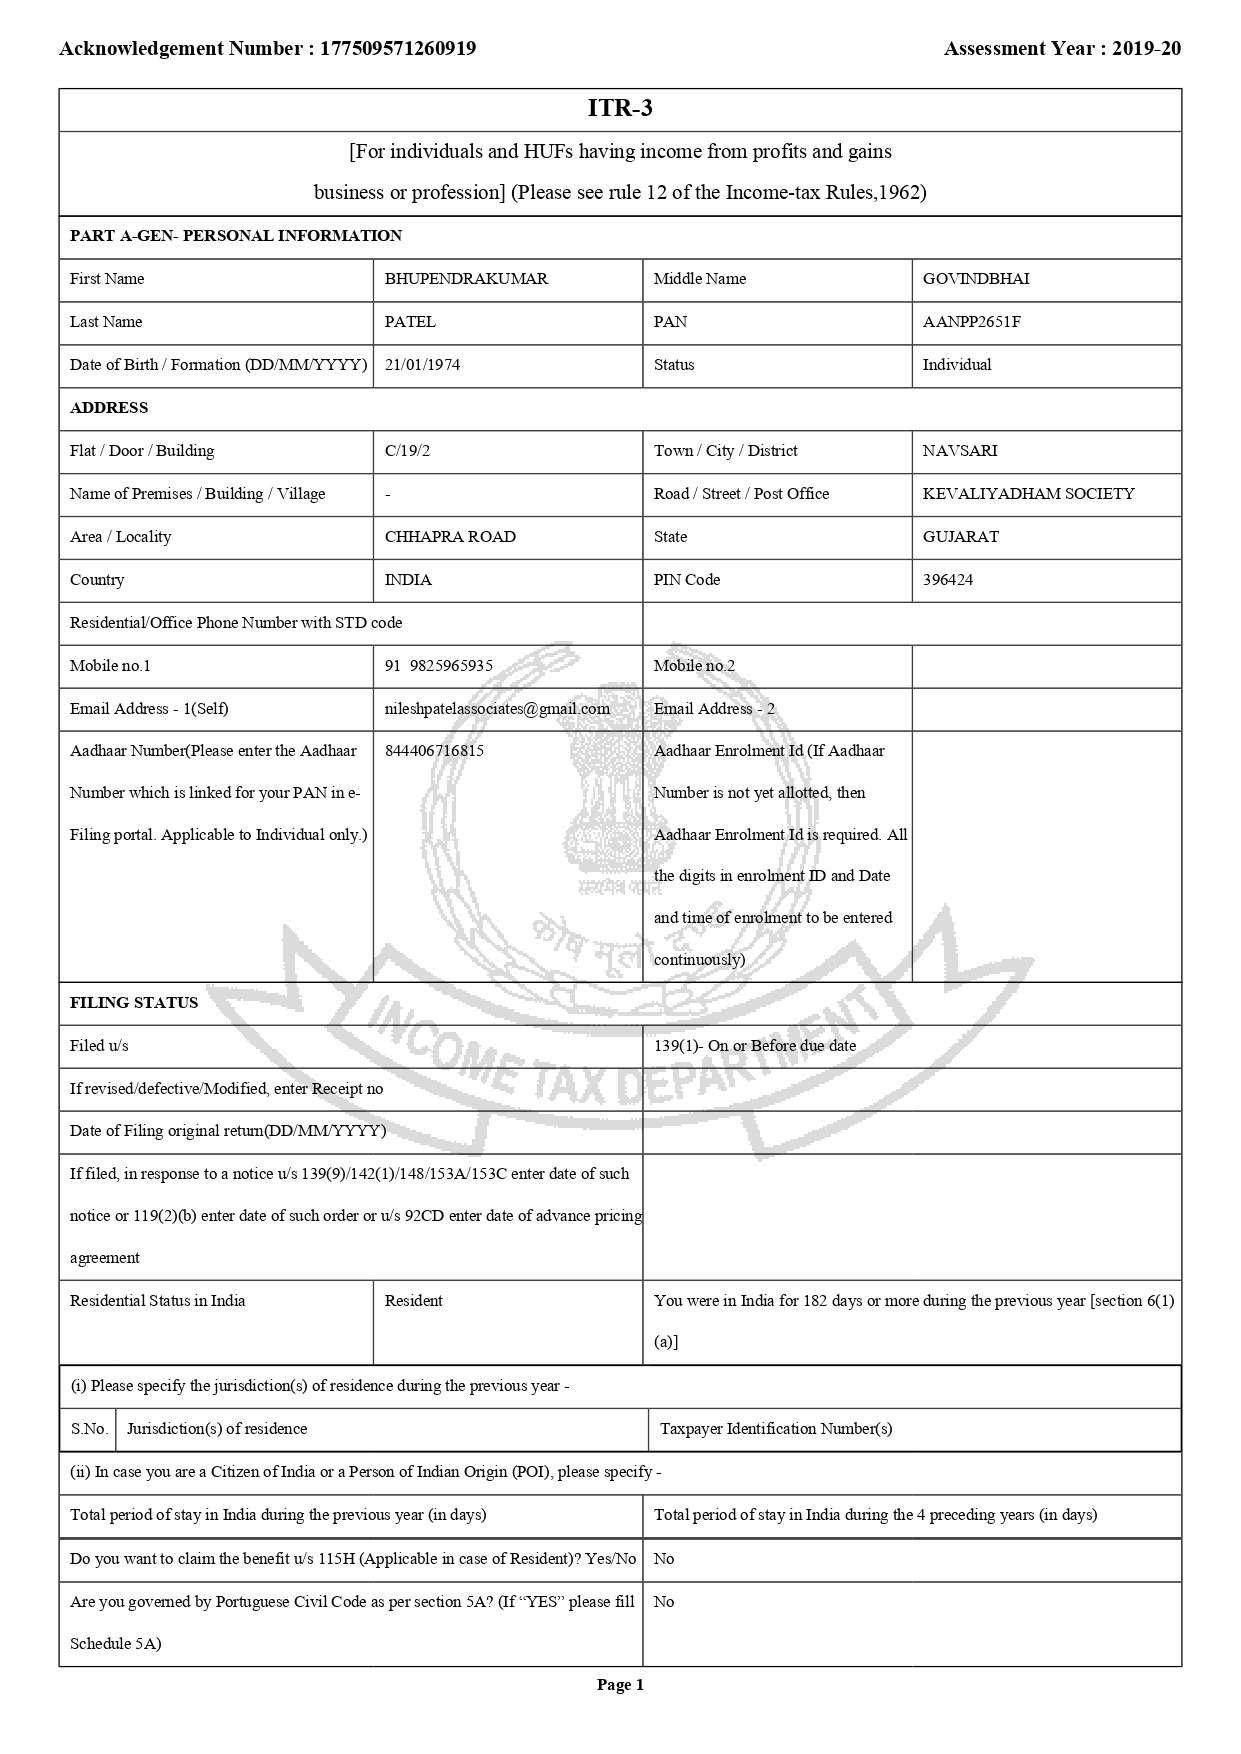 Acknowledgement Number : 177509571260919 Assessment Year : 2019-20
ITR-3
[For individuals and HUFs having income from profits and gains
business or profession] (Please see rule 12 of the Income-tax Rules,1962)
PART A-GEN- PERSONAL INFORMATION
First Name BHUPENDRAKUMAR Middle Name GOVINDBHAI
Last Name PATEL PAN AANPP2651F
Date of Birth / Formation (DD/MM/YYYY) 21/01/1974 Status Individual
ADDRESS
Flat / Door / Building C/19/2 Town / City / District NAVSARI
Name of Premises / Building / Village - Road / Street / Post Office KEVALIYADHAM SOCIETY
Area / Locality CHHAPRA ROAD State GUJARAT
Country INDIA PIN Code 396424
Residential/Office Phone Number with STD code
Mobile no.1 91 9825965935 Mobile no.2
Email Address - 1(Self) nileshpatelassociates@gmail.com Email Address - 2
Aadhaar Number(Please enter the Aadhaar 844406716815 Aadhaar Enrolment Id (If Aadhaar
Number which is linked for your PAN in e- Number is not yet allotted, then
Filing portal. Applicable to Individual only.) Aadhaar Enrolment Id is required. All
the digits in enrolment ID and Date
and time of enrolment to be entered
continuously)
सत्यमेव जयते
कोष मूलो दण्ड
INCOME TAX DEPARTMENT
FILING STATUS
Filed u/s 139(1)- On or Before due date
If revised/defective/Modified, enter Receipt no
Date of Filing original return(DD/MM/YYYY)
If filed, in response to a notice u/s 139(9)/142(1)/148/153A/153C enter date of such
notice or 119(2)(b) enter date of such order or u/s 92CD enter date of advance pricing
agreement
Residential Status in India Resident You were in India for 182 days or more during the previous year [section 6(1)
(a)]
(i) Please specify the jurisdiction(s) of residence during the previous year -
S.No. Jurisdiction(s) of residence Taxpayer Identification Number(s)
(ii) In case you are a Citizen of India or a Person of Indian Origin (POI), please specify -
Total period of stay in India during the previous year (in days) Total period of stay in India during the 4 preceding years (in days)
Do you want to claim the benefit u/s 115H (Applicable in case of Resident)? Yes/No No
Are you governed by Portuguese Civil Code as per section 5A? (If “YES” please fill No
Schedule 5A)
Page 1